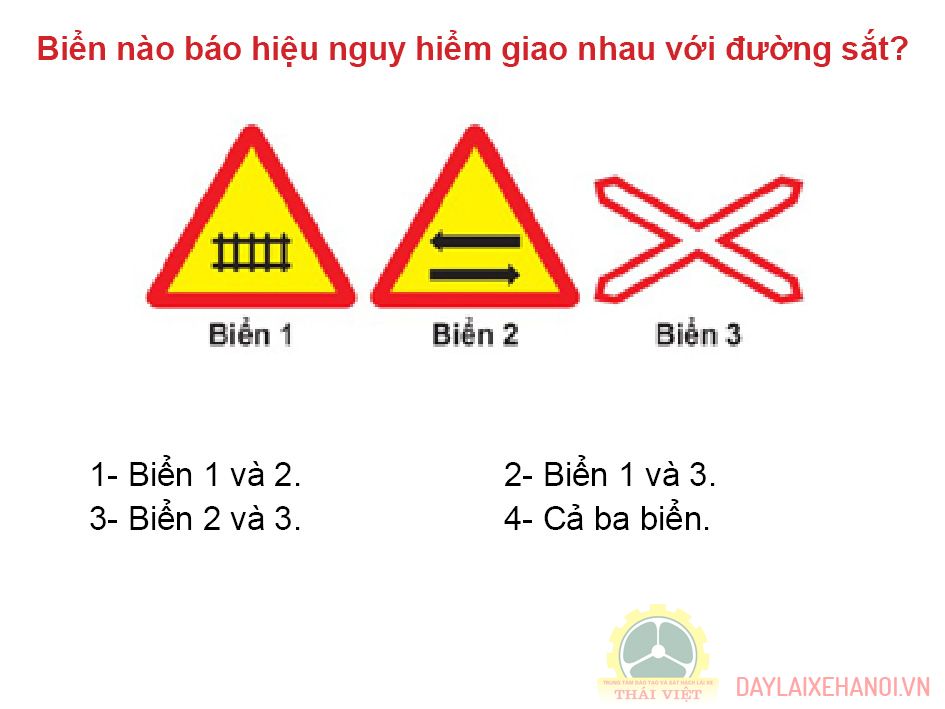 Biển nào báo hiệu nguy hiểm giao nhau với đường sắt?
Biển 1 Biển 2 Biển 3
1- Biển 1 và 2. 2- Biển 1 và 3.
3- Biển 2 và 3. 4- Cả ba biển.
TRUNG TÂM ĐÀO TẠO VÀ SÁT HẠCH LÁI XE
THÁI VIỆT
DAYLAIXEHANOI.VN